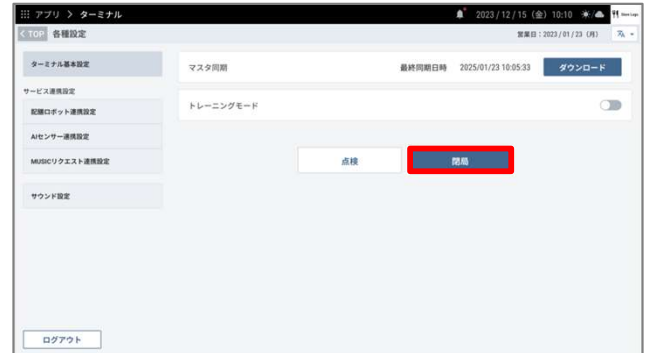 アプリ > ターミナル
2023 / 12 / 15 (金) 10:10
< TOP 各種設定
営業日：2023 / 01 / 23 (月)
ターミナル基本設定
マスタ同期
最終同期日時 2025/01/23 10:05:33
ダウンロード
サービス連携設定
トレーニングモード
配膳ロボット連携設定
AIセンサー連携設定
MUSICリクエスト連携設定
点検
閉局
サウンド設定
ログアウト